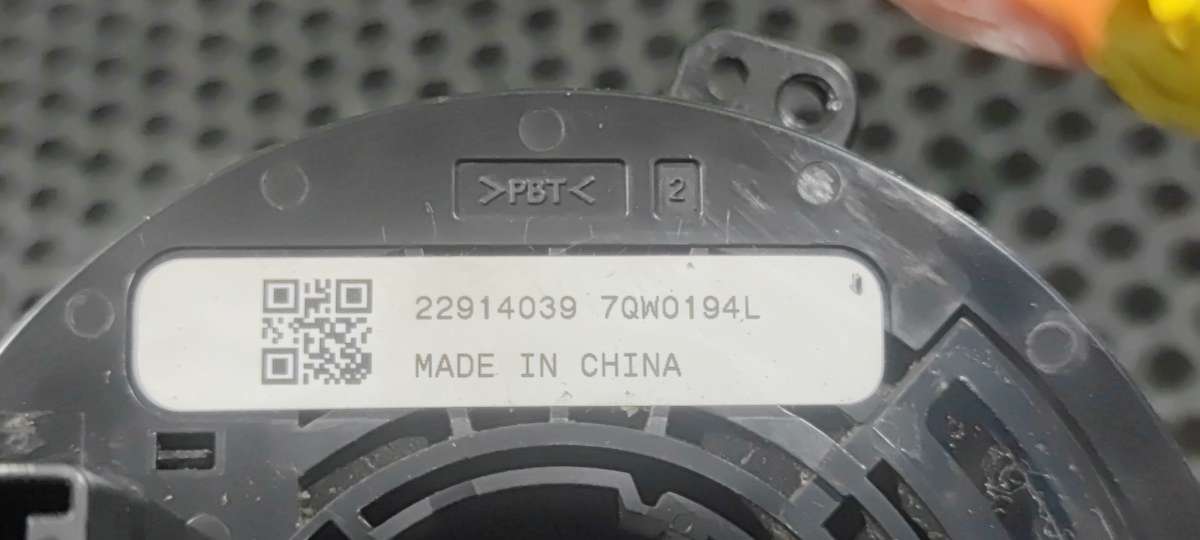 >PBT< 2
22914039 7QW0194L
MADE IN CHINA